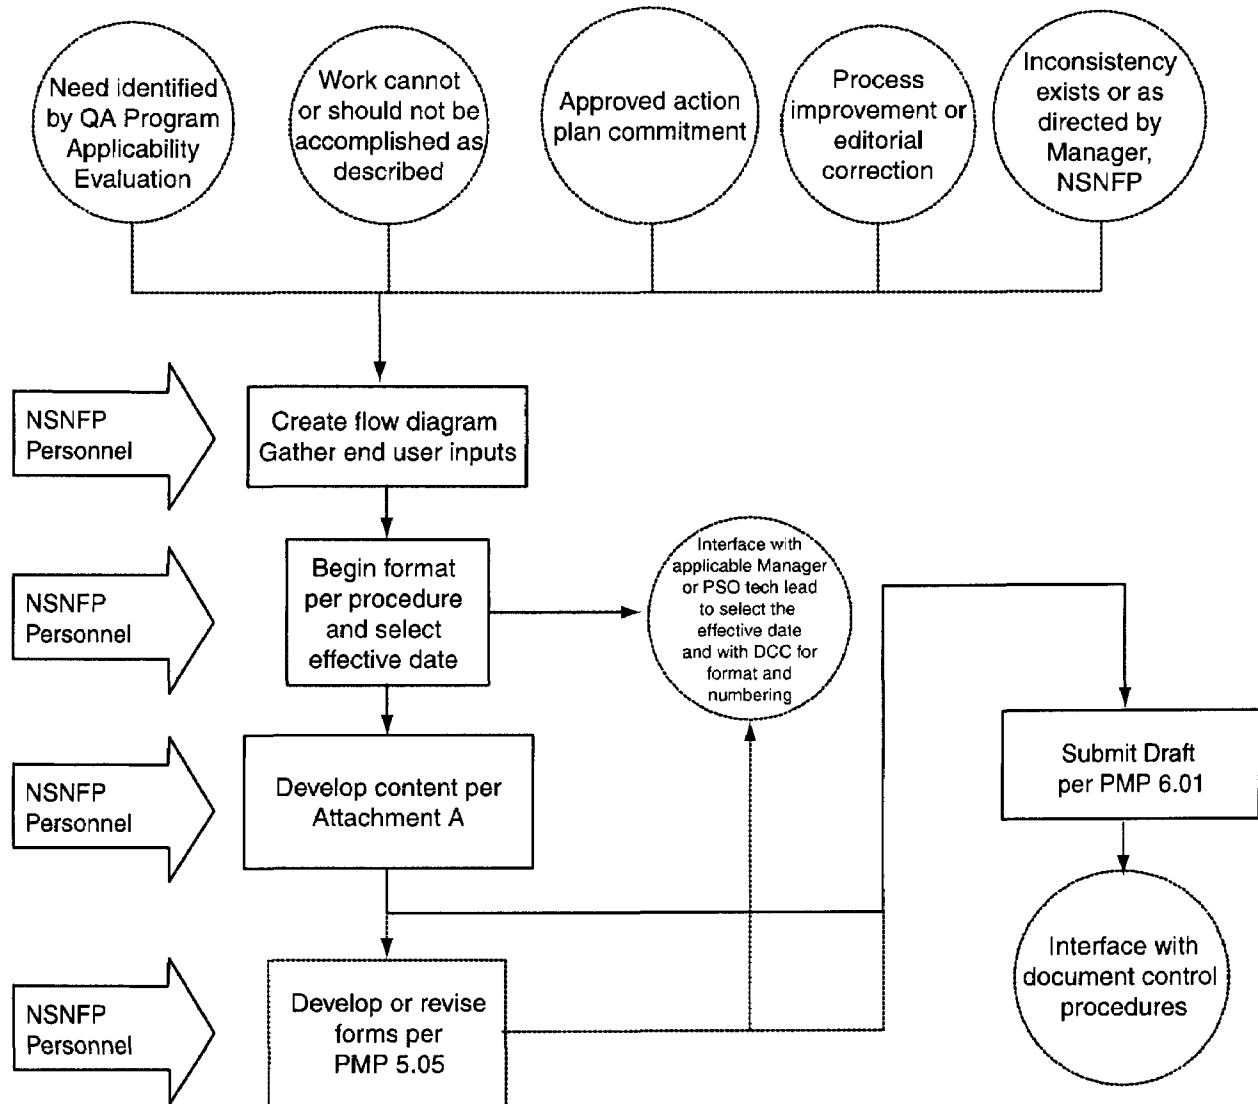 Need identified
by QA Program
Applicability
Evaluation
Work cannot
or should not be
accomplished as
described
Approved action
plan commitment
Process
improvement or
editorial
correction
Inconsistency
exists or as
directed by
Manager,
NSNFP
NSNFP
Personnel
Create flow diagram
Gather end user inputs
NSNFP
Personnel
Begin format
per procedure
and select
effective date
Interface with
applicable Manager
or PSO tech lead
to select the
effective date
and with DCC for
format and
numbering
NSNFP
Personnel
Develop content per
Attachment A
Submit Draft
per PMP 6.01
NSNFP
Personnel
Develop or revise
forms per
PMP 5.05
Interface with
document control
procedures